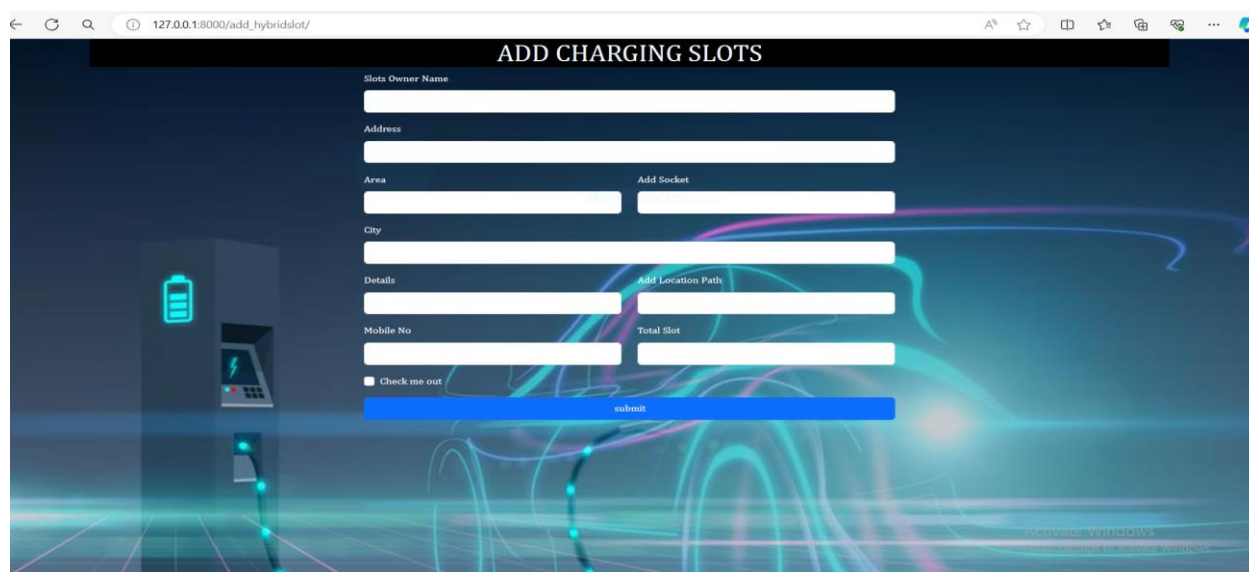 127.0.0.1:8000/add_hybridslot/
ADD CHARGING SLOTS
Slots Owner Name
Address
Area Add Socket
City
Details Add Location Path
Mobile No Total Slot
Check me out
submit
Activate Windows